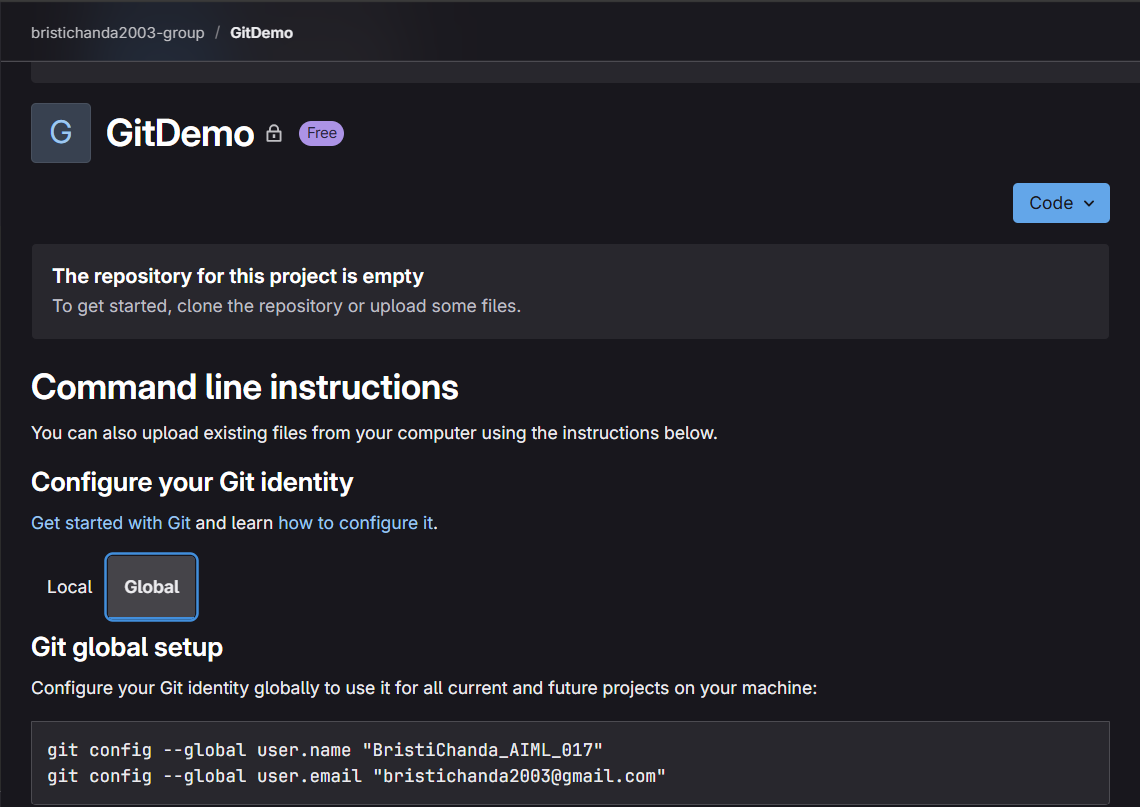 bristichanda2003-group / GitDemo
G GitDemo Free
Code
The repository for this project is empty
To get started, clone the repository or upload some files.
Command line instructions
You can also upload existing files from your computer using the instructions below.
Configure your Git identity
Get started with Git and learn how to configure it.
Local Global
Git global setup
Configure your Git identity globally to use it for all current and future projects on your machine:
git config --global user.name "BristiChanda_AIML_017"
git config --global user.email "bristichanda2003@gmail.com"